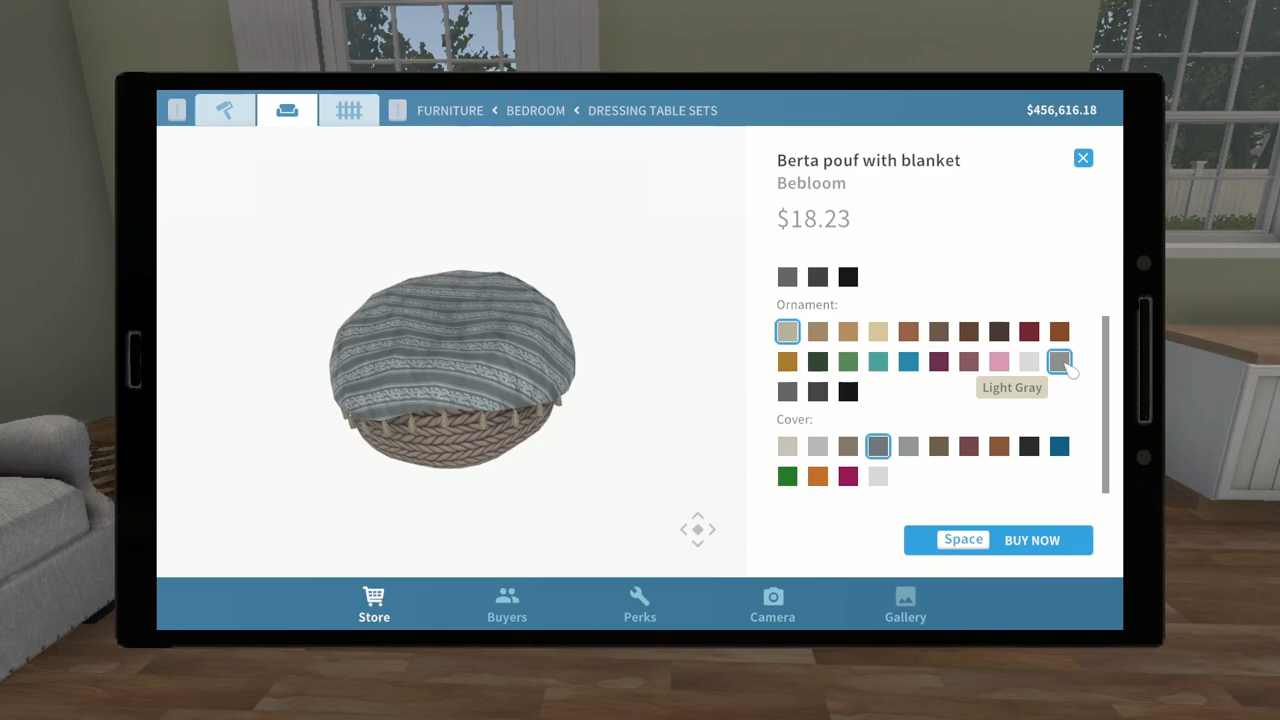 FURNITURE < BEDROOM < DRESSING TABLE SETS
$456,616.18
Berta pouf with blanket
Bebloom
$18.23
Ornament:
Light Gray
Cover:
Space BUY NOW
Store
Buyers
Perks
Camera
Gallery